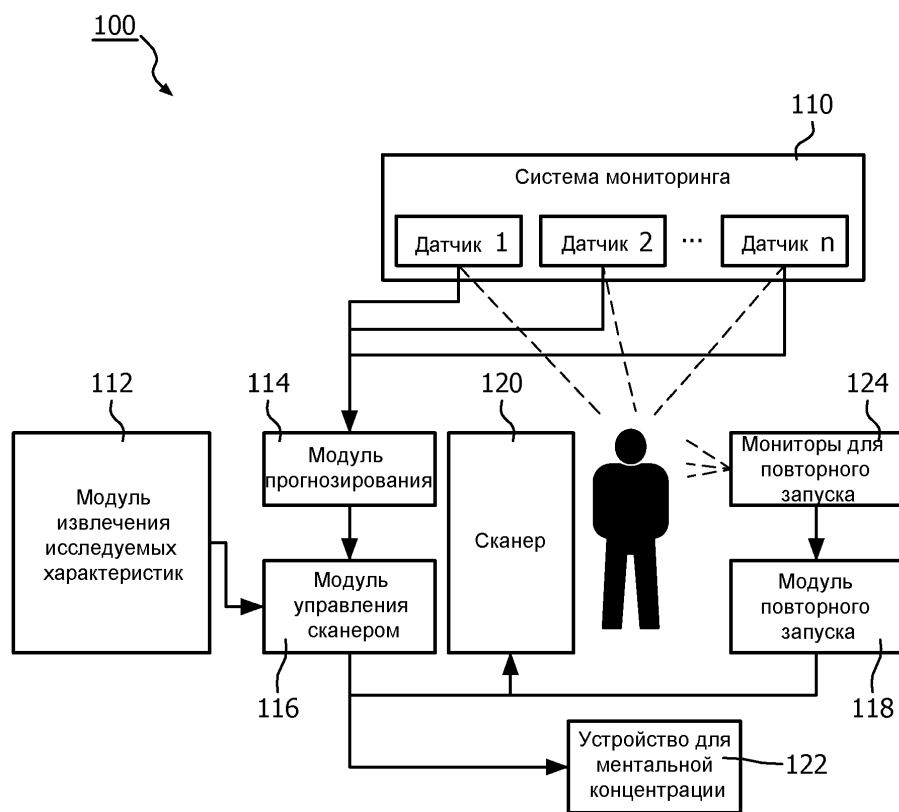 100
110
Система мониторинга
Датчик 1
Датчик 2
...
Датчик n
112
114
120
124
Модуль
извлечения
исследуемых
характеристик
Модуль
прогнозирования
Сканер
Мониторы для
повторного
запуска
Модуль
управления
сканером
Модуль
повторного
запуска
116
118
Устройство для
ментальной
концентрации
122